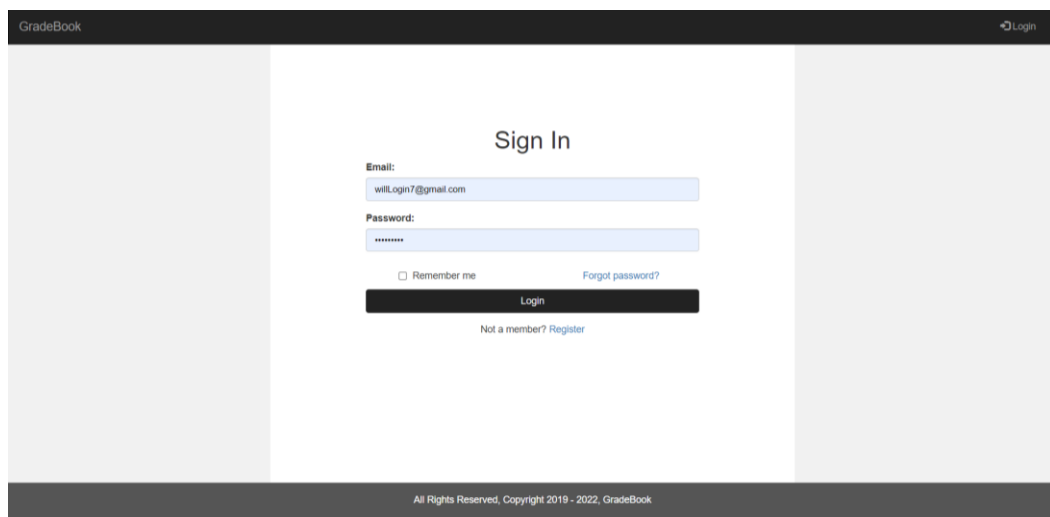 GradeBook
Login
Sign In
Email:
willLogin7@gmail.com
Password:
•••••••••
Remember me
Forgot password?
Login
Not a member? Register
All Rights Reserved, Copyright 2019 - 2022, GradeBook